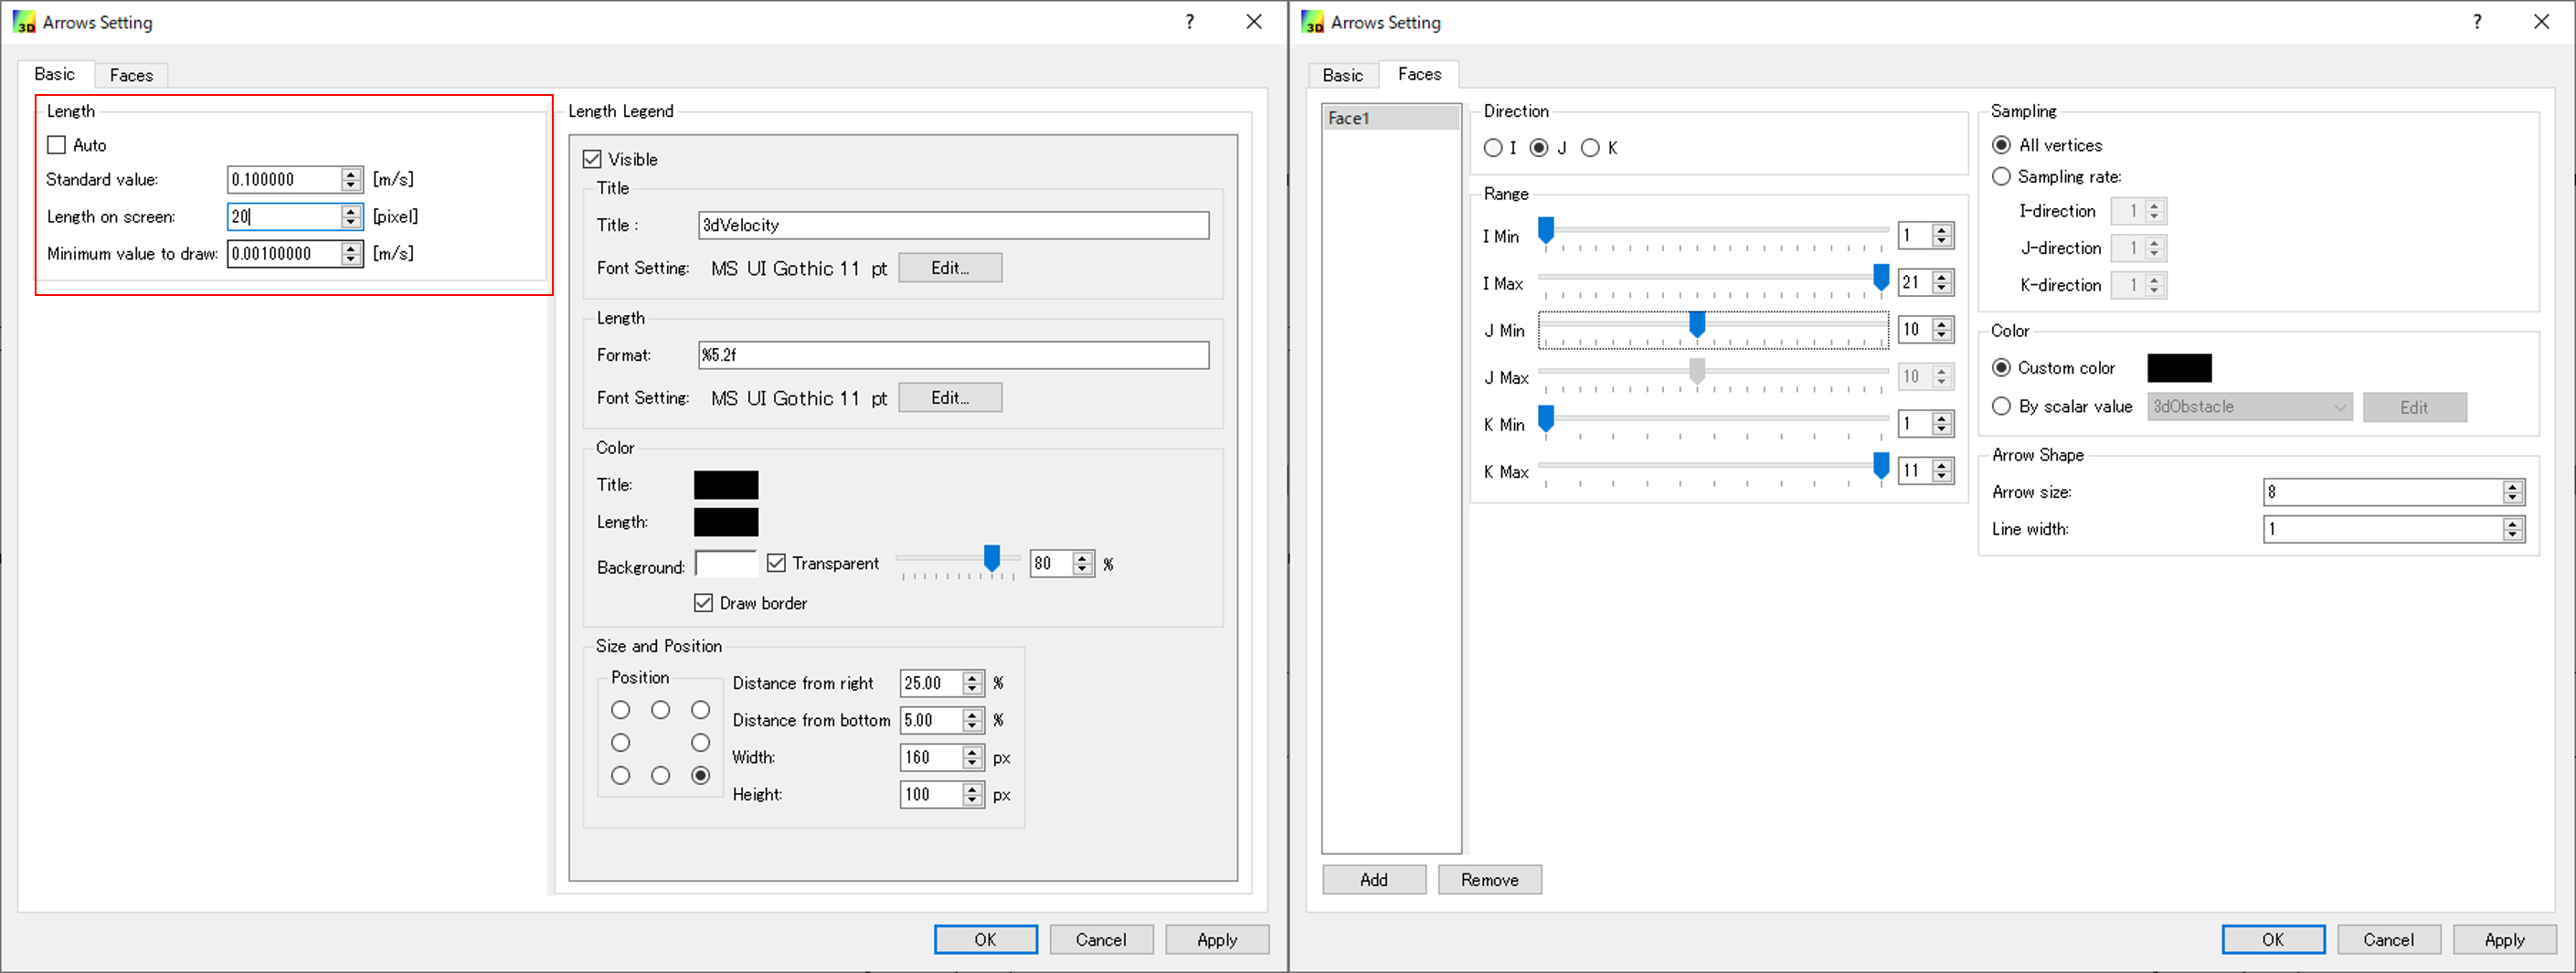 3D Arrows Setting ?
Basic Faces
Length
Auto
Standard value: 0.100000 [m/s]
Length on screen: 20 [pixel]
Minimum value to draw: 0.00100000 [m/s]
Length Legend
Visible
Title
Title : 3dVelocity
Font Setting: MS UI Gothic 11 pt Edit...
Length
Format: %5.2f
Font Setting: MS UI Gothic 11 pt Edit...
Color
Title:
Length:
Background: Transparent 80 %
Draw border
Size and Position
Position
Distance from right 25.00 %
Distance from bottom 5.00 %
Width: 160 px
Height: 100 px
OK Cancel Apply
3D Arrows Setting ?
Basic Faces
Face1
Add Remove
Direction
I J K
Range
I Min 1
I Max 21
J Min 10
J Max 10
K Min 1
K Max 11
Sampling
All vertices
Sampling rate:
I-direction 1
J-direction 1
K-direction 1
Color
Custom color
By scalar value 3dObstacle Edit
Arrow Shape
Arrow size: 8
Line width: 1
OK Cancel Apply